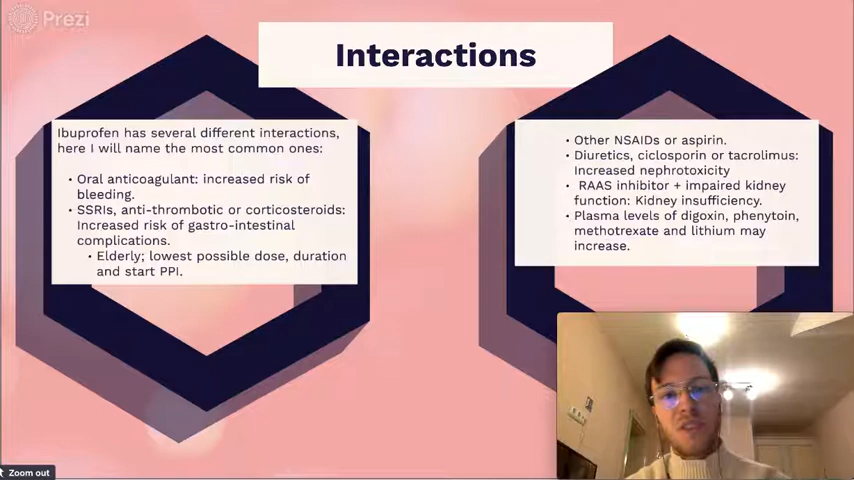 Prezi
Interactions
Ibuprofen has several different interactions,
here I will name the most common ones:
• Oral anticoagulant: increased risk of
bleeding.
• SSRIs, anti-thrombotic or corticosteroids:
Increased risk of gastro-intestinal
complications.
• Elderly; lowest possible dose, duration
and start PPI.
• Other NSAIDs or aspirin.
• Diuretics, ciclosporin or tacrolimus:
Increased nephrotoxicity
• RAAS inhibitor + impaired kidney
function: Kidney insufficiency.
• Plasma levels of digoxin, phenytoin,
methotrexate and lithium may
increase.
Zoom out